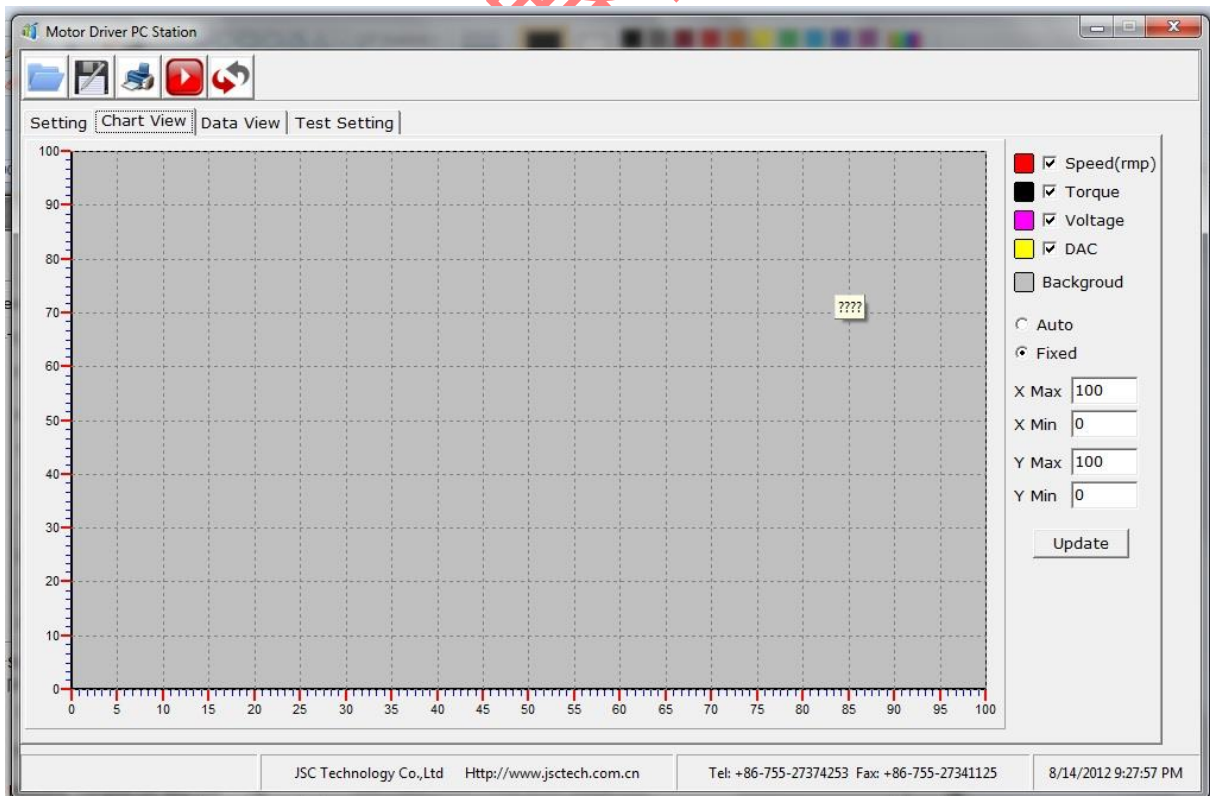 Motor Driver PC Station
Setting Chart View Data View Test Setting
100
90
80
70
60
50
40
30
20
10
0
0 5 10 15 20 25 30 35 40 45 50 55 60 65 70 75 80 85 90 95 100
????
Speed(rmp)
Torque
Voltage
DAC
Backgroud
Auto
Fixed
X Max 100
X Min 0
Y Max 100
Y Min 0
Update
JSC Technology Co.,Ltd Http://www.jsctech.com.cn Tel: +86-755-27374253 Fax: +86-755-27341125 8/14/2012 9:27:57 PM